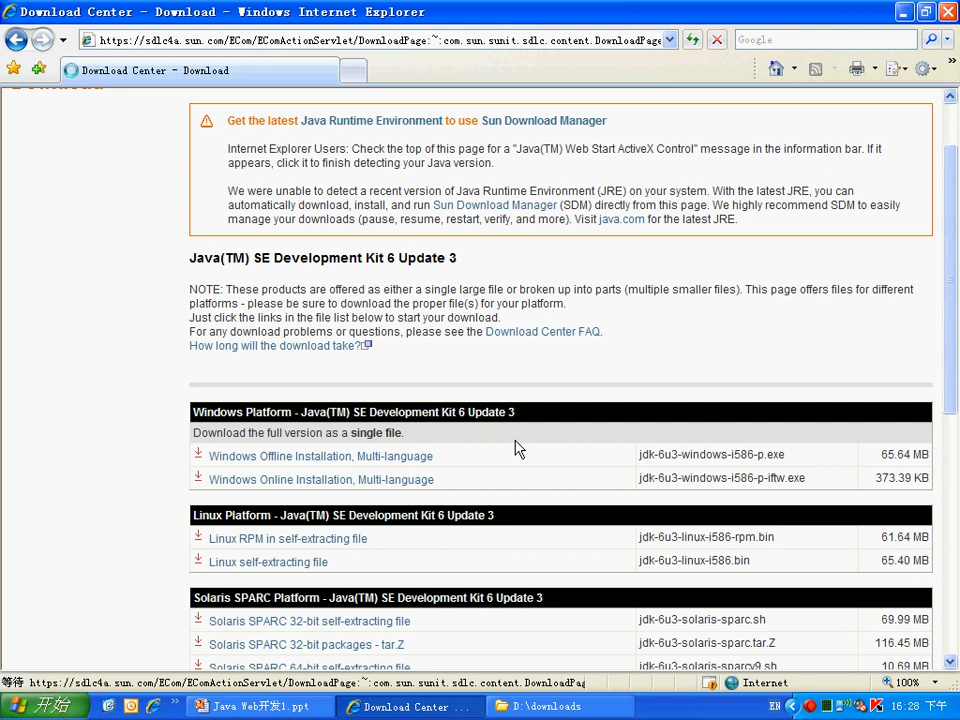 Download Center - Download - Windows Internet Explorer
https://sdlc4a.sun.com/ECom/EComActionServlet/DownloadPage:~:com.sun.sunit.sdlc.content.DownloadPage
Google
Download Center - Download
Get the latest Java Runtime Environment to use Sun Download Manager
Internet Explorer Users: Check the top of this page for a "Java(TM) Web Start ActiveX Control" message in the information bar. If it
appears, click it to finish detecting your Java version.
We were unable to detect a recent version of Java Runtime Environment (JRE) on your system. With the latest JRE, you can
automatically download, install, and run Sun Download Manager (SDM) directly from this page. We highly recommend SDM to easily
manage your downloads (pause, resume, restart, verify, and more). Visit java.com for the latest JRE.
Java(TM) SE Development Kit 6 Update 3
NOTE: These products are offered as either a single large file or broken up into parts (multiple smaller files). This page offers files for different
platforms - please be sure to download the proper file(s) for your platform.
Just click the links in the file list below to start your download.
For any download problems or questions, please see the Download Center FAQ.
How long will the download take?
Windows Platform - Java(TM) SE Development Kit 6 Update 3
Download the full version as a single file.
Windows Offline Installation, Multi-language jdk-6u3-windows-i586-p.exe 65.64 MB
Windows Online Installation, Multi-language jdk-6u3-windows-i586-p-iftw.exe 373.39 KB
Linux Platform - Java(TM) SE Development Kit 6 Update 3
Linux RPM in self-extracting file jdk-6u3-linux-i586-rpm.bin 61.64 MB
Linux self-extracting file jdk-6u3-linux-i586.bin 65.40 MB
Solaris SPARC Platform - Java(TM) SE Development Kit 6 Update 3
Solaris SPARC 32-bit self-extracting file jdk-6u3-solaris-sparc.sh 69.99 MB
Solaris SPARC 32-bit packages - tar.Z jdk-6u3-solaris-sparc.tar.Z 116.45 MB
Solaris SPARC 64-bit self-extracting file jdk-6u3-solaris-sparcv9.sh 10.69 MB
等待 https://sdlc4a.sun.com/ECom/EComActionServlet/DownloadPage:~:com.sun.sunit.sdlc.content.DownloadPag Internet 100%
开始 Java Web开发1.ppt Download Center ... D:\downloads EN 16:28 下午